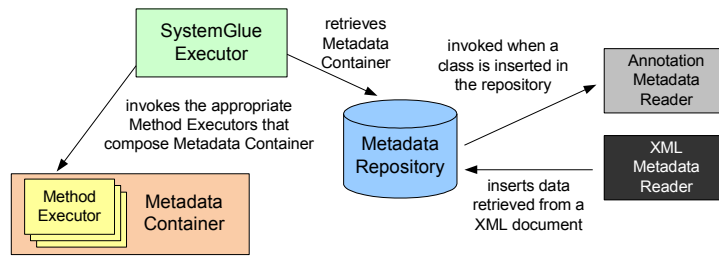 SystemGlue
Executor
retrieves
Metadata
Container
invoked when a
class is inserted in
the repository
Annotation
Metadata
Reader
invokes the appropriate
Method Executors that
compose Metadata Container
Metadata
Repository
XML
Metadata
Reader
Method
Executor
Metadata
Container
inserts data
retrieved from a
XML document